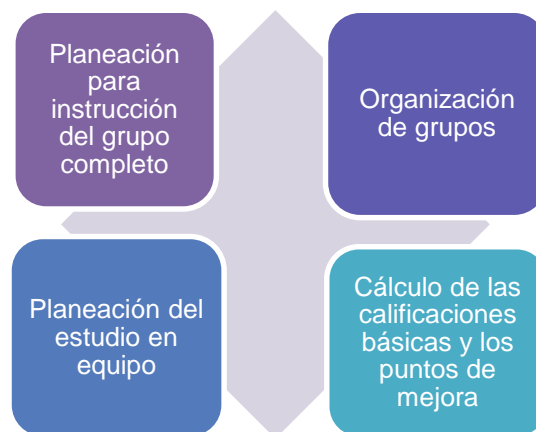 Planeación
para
instrucción
del grupo
completo
Organización
de grupos
Planeación del
estudio en
equipo
Cálculo de las
calificaciones
básicas y los
puntos de
mejora